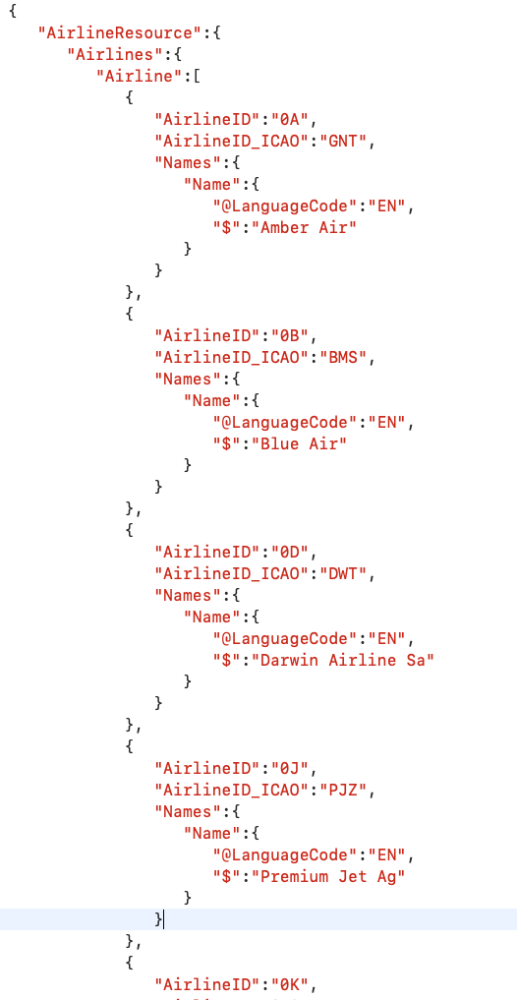 {
"AirlineResource":{
"Airlines":{
"Airline":[
{
"AirlineID":"0A",
"AirlineID_ICAO":"GNT",
"Names":{
"Name":{
"@LanguageCode":"EN",
"$":"Amber Air"
}
}
},
{
"AirlineID":"0B",
"AirlineID_ICAO":"BMS",
"Names":{
"Name":{
"@LanguageCode":"EN",
"$":"Blue Air"
}
}
},
{
"AirlineID":"0D",
"AirlineID_ICAO":"DWT",
"Names":{
"Name":{
"@LanguageCode":"EN",
"$":"Darwin Airline Sa"
}
}
},
{
"AirlineID":"0J",
"AirlineID_ICAO":"PJZ",
"Names":{
"Name":{
"@LanguageCode":"EN",
"$":"Premium Jet Ag"
}
}
},
{
"AirlineID":"0K",